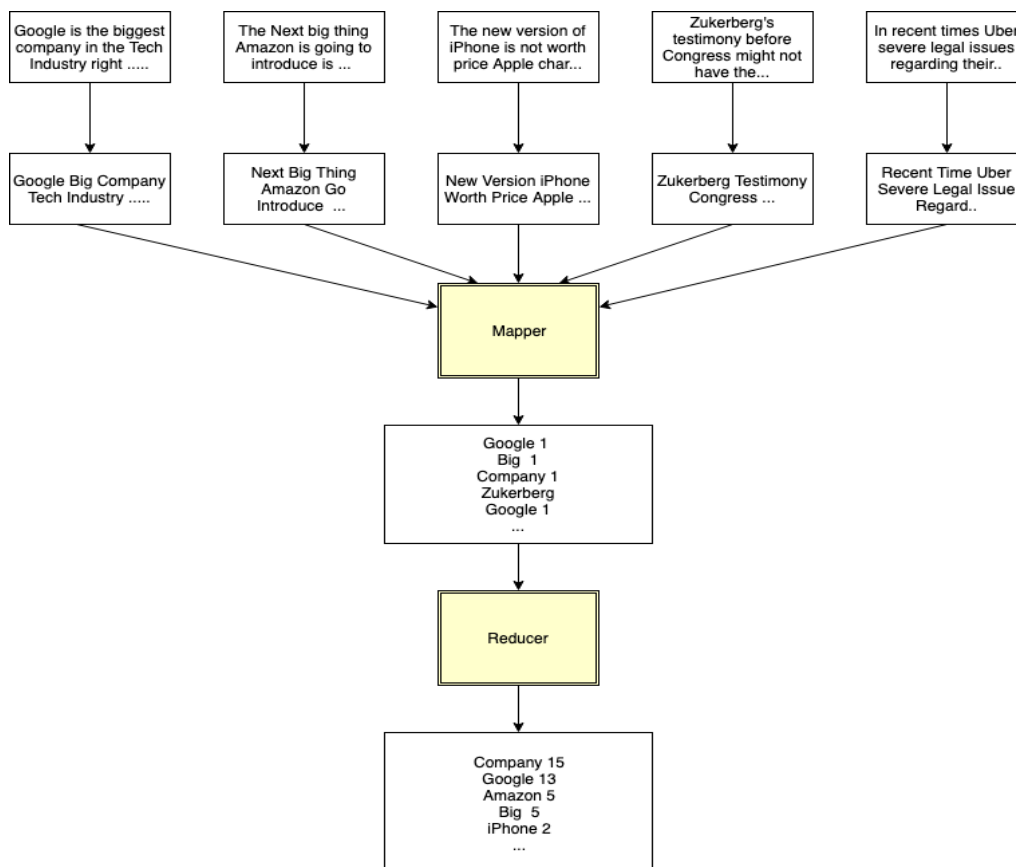 Google is the biggest
company in the Tech
Industry right .....
The Next big thing
Amazon is going to
introduce is ...
The new version of
iPhone is not worth
price Apple char...
Zukerberg's
testimony before
Congress might not
have the...
In recent times Uber
severe legal issues
regarding their..
Google Big Company
Tech Industry .....
Next Big Thing
Amazon Go
Introduce ...
New Version iPhone
Worth Price Apple ...
Zukerberg Testimony
Congress ...
Recent Time Uber
Severe Legal Issue
Regard..
Mapper
Google 1
Big 1
Company 1
Zukerberg
Google 1
...
Reducer
Company 15
Google 13
Amazon 5
Big 5
iPhone 2
...